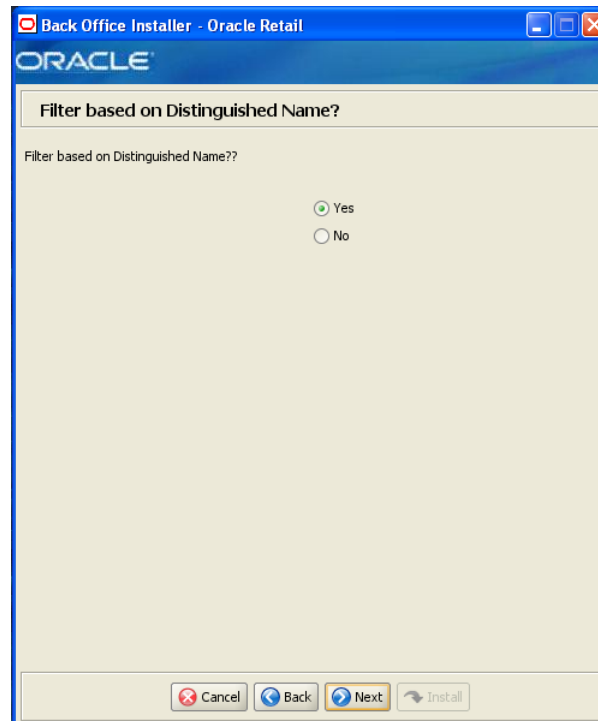 Back Office Installer - Oracle Retail
ORACLE
Filter based on Distinguished Name?
Filter based on Distinguished Name??
Yes
No
Cancel Back Next Install